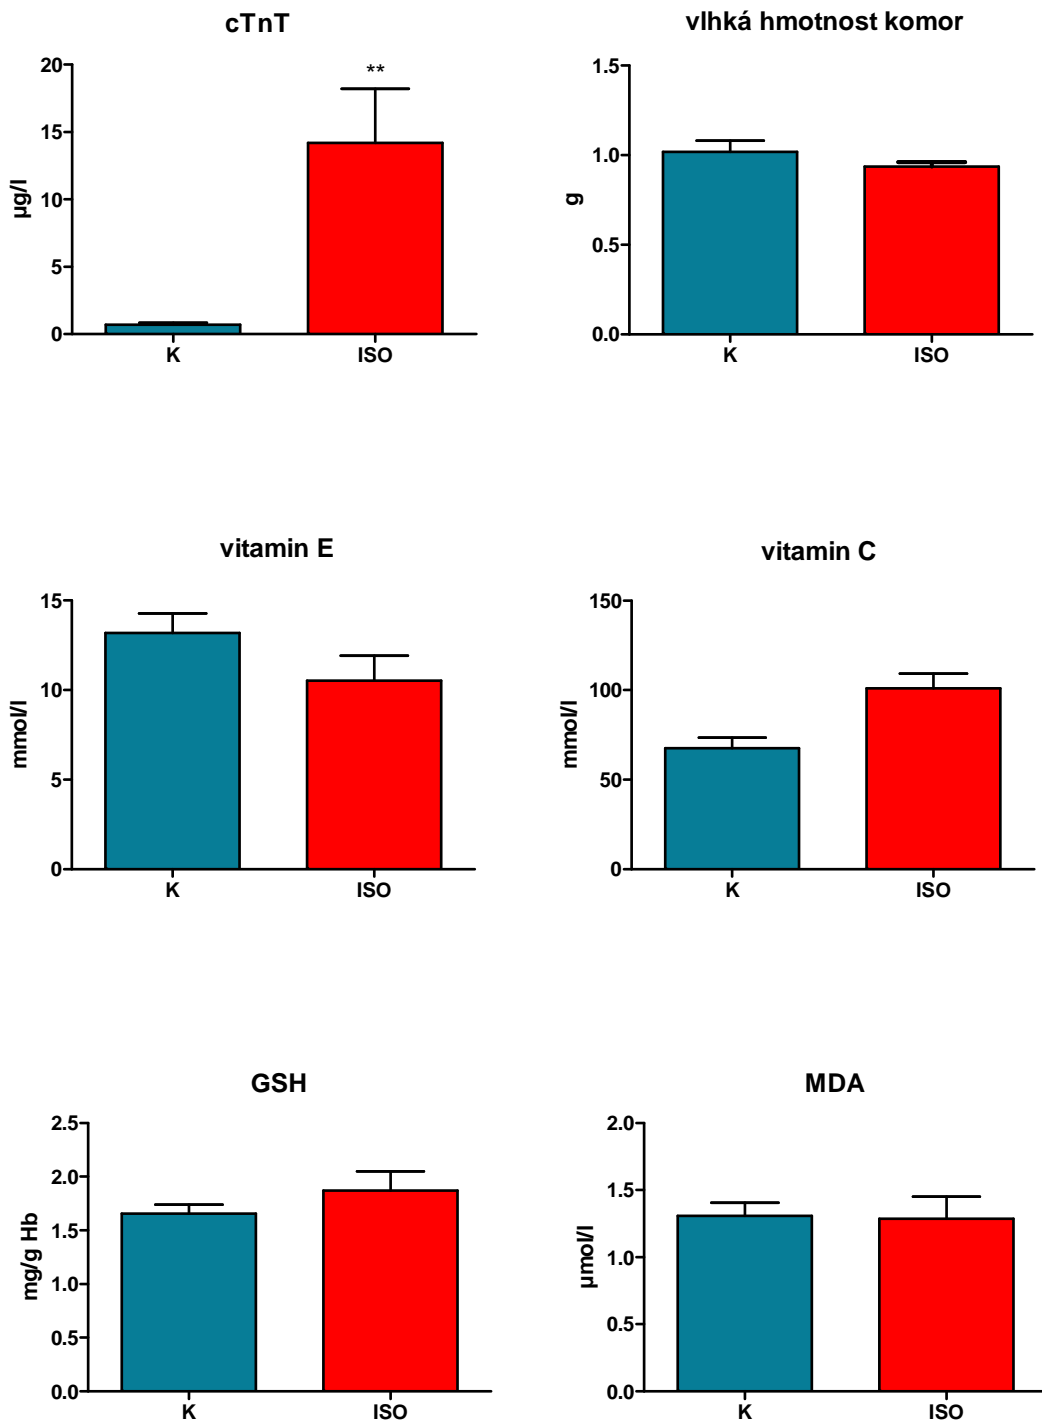 cTnT
vlhká hmotnost komor
20
15
10
5
0
µg/l
**
K
ISO
1.5
1.0
0.5
0.0
g
K
ISO
vitamin E
vitamin C
15
10
5
0
mmol/l
K
ISO
150
100
50
0
mmol/l
K
ISO
GSH
MDA
2.5
2.0
1.5
1.0
0.5
0.0
mg/g Hb
K
ISO
2.0
1.5
1.0
0.5
0.0
µmol/l
K
ISO